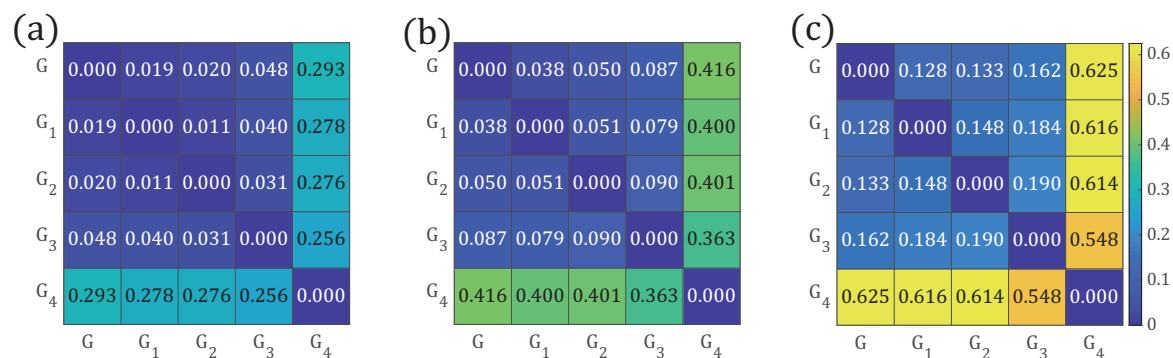 (a)
G 0.000 0.019 0.020 0.048 0.293
G₁ 0.019 0.000 0.011 0.040 0.278
G₂ 0.020 0.011 0.000 0.031 0.276
G₃ 0.048 0.040 0.031 0.000 0.256
G₄ 0.293 0.278 0.276 0.256 0.000
G G₁ G₂ G₃ G₄
(b)
G 0.000 0.038 0.050 0.087 0.416
G₁ 0.038 0.000 0.051 0.079 0.400
G₂ 0.050 0.051 0.000 0.090 0.401
G₃ 0.087 0.079 0.090 0.000 0.363
G₄ 0.416 0.400 0.401 0.363 0.000
G G₁ G₂ G₃ G₄
(c)
G 0.000 0.128 0.133 0.162 0.625
G₁ 0.128 0.000 0.148 0.184 0.616
G₂ 0.133 0.148 0.000 0.190 0.614
G₃ 0.162 0.184 0.190 0.000 0.548
G₄ 0.625 0.616 0.614 0.548 0.000
G G₁ G₂ G₃ G₄
0.6
0.5
0.4
0.3
0.2
0.1
0